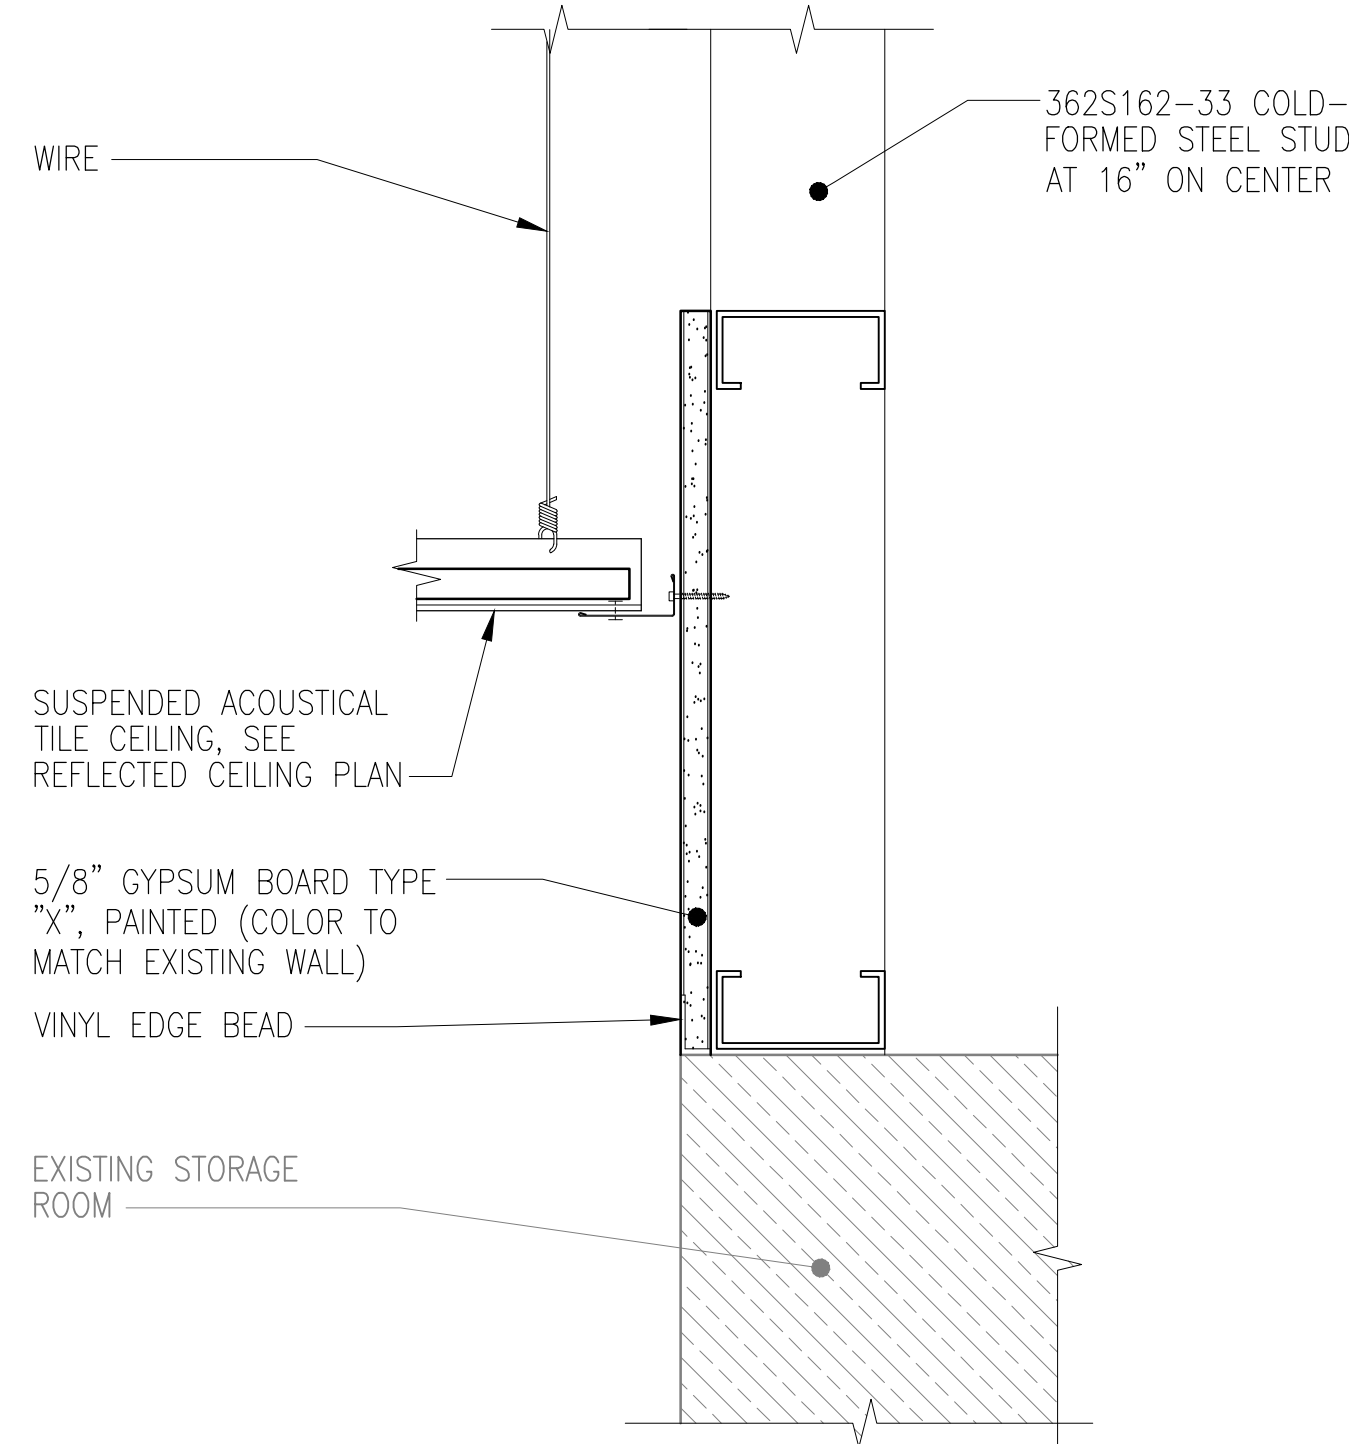 362S162-33 COLD-
FORMED STEEL STUD
AT 16" ON CENTER
WIRE
SUSPENDED ACOUSTICAL
TILE CEILING, SEE
REFLECTED CEILING PLAN
5/8" GYPSUM BOARD TYPE
"X", PAINTED (COLOR TO
MATCH EXISTING WALL)
VINYL EDGE BEAD
EXISTING STORAGE
ROOM